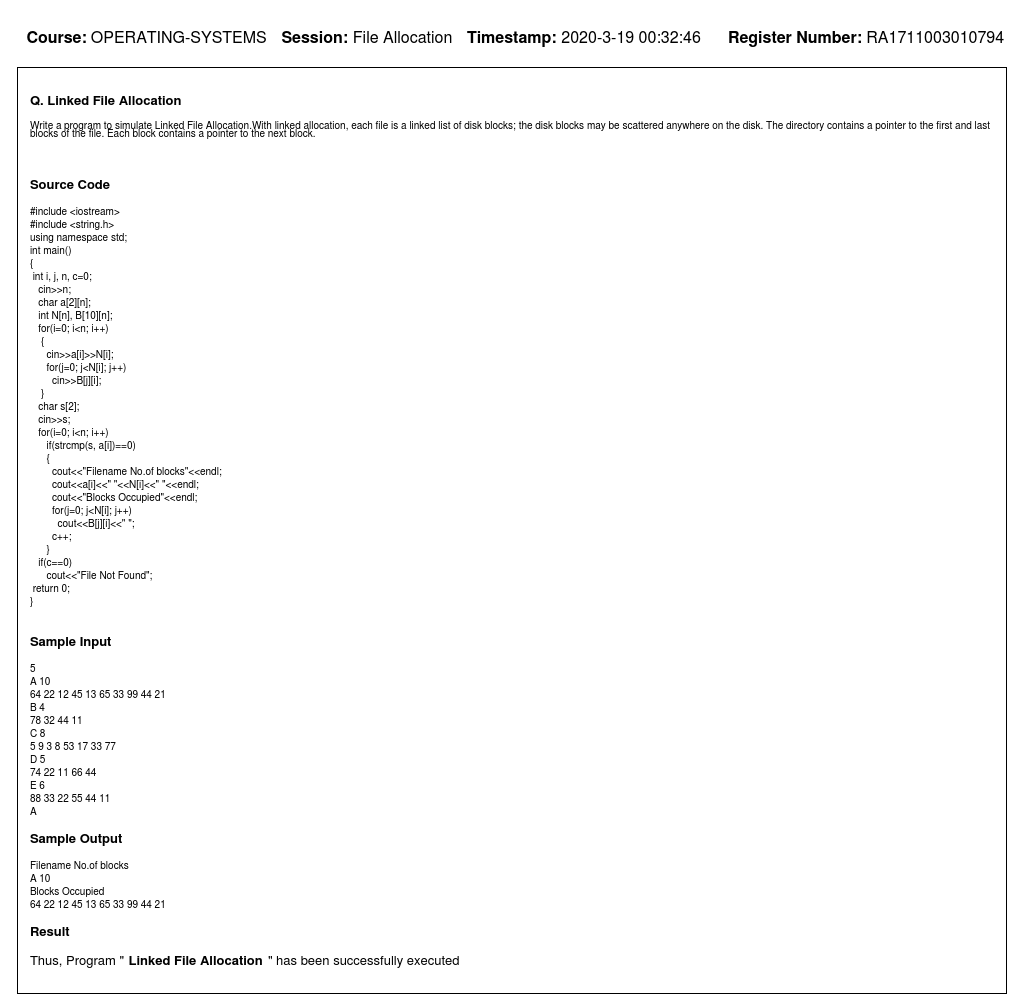 Course: OPERATING-SYSTEMS Session: File Allocation Timestamp: 2020-3-19 00:32:46 Register Number: RA1711003010794
Q. Linked File Allocation
Write a program to simulate Linked File Allocation.With linked allocation, each file is a linked list of disk blocks; the disk blocks may be scattered anywhere on the disk. The directory contains a pointer to the first and last
blocks of the file. Each block contains a pointer to the next block.
Source Code
#include <iostream>
#include <string.h>
using namespace std;
int main()
{
int i, j, n, c=0;
cin>>n;
char a[2][n];
int N[n], B[10][n];
for(i=0; i<n; i++)
{
cin>>a[i]>>N[i];
for(j=0; j<N[i]; j++)
cin>>B[j][i];
}
char s[2];
cin>>s;
for(i=0; i<n; i++)
if(strcmp(s, a[i])==0)
{
cout<<"Filename No.of blocks"<<endl;
cout<<a[i]<<" "<<N[i]<<" "<<endl;
cout<<"Blocks Occupied"<<endl;
for(j=0; j<N[i]; j++)
cout<<B[j][i]<<" ";
c++;
}
if(c==0)
cout<<"File Not Found";
return 0;
}
Sample Input
5
A 10
64 22 12 45 13 65 33 99 44 21
B 4
78 32 44 11
C 8
5 9 3 8 53 17 33 77
D 5
74 22 11 66 44
E 6
88 33 22 55 44 11
A
Sample Output
Filename No.of blocks
A 10
Blocks Occupied
64 22 12 45 13 65 33 99 44 21
Result
Thus, Program " Linked File Allocation " has been successfully executed